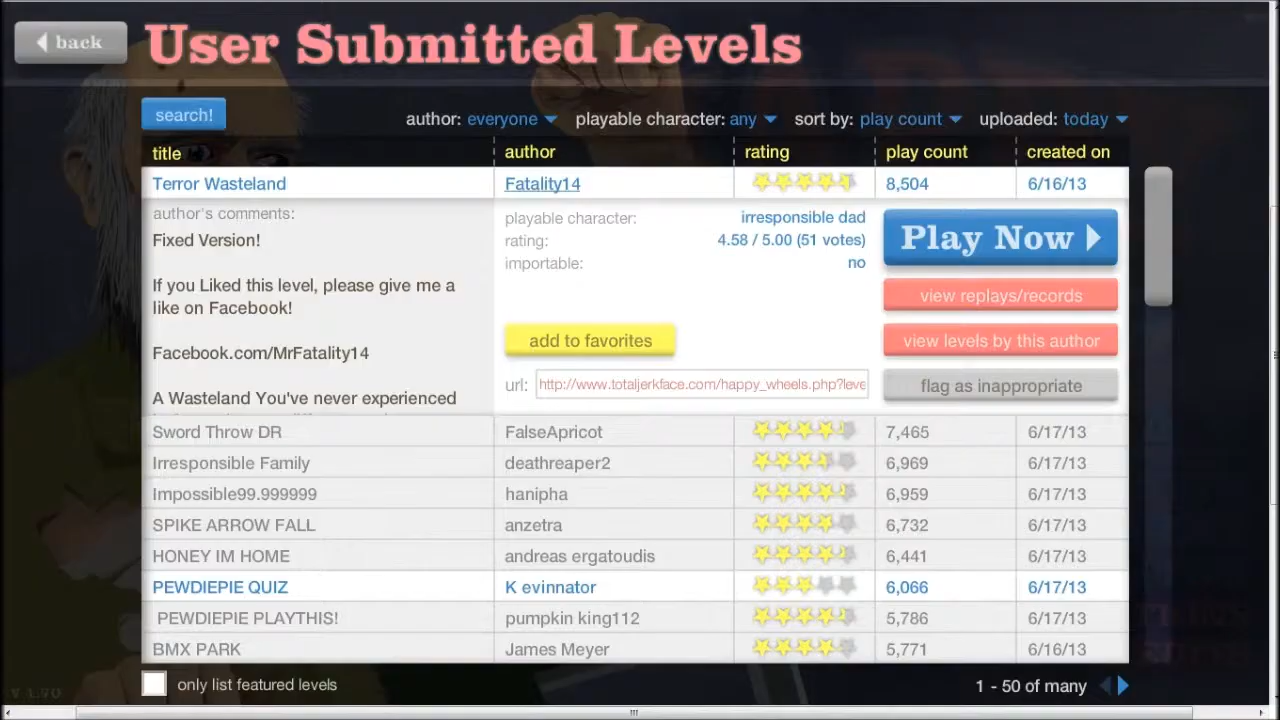 back
User Submitted Levels
search!
author: everyone playable character: any sort by: play count uploaded: today
title author rating play count created on
Terror Wasteland Fatality14 8,504 6/16/13
author's comments:
Fixed Version!
If you Liked this level, please give me a
like on Facebook!
Facebook.com/MrFatality14
A Wasteland You've never experienced
playable character: irresponsible dad
rating: 4.58 / 5.00 (51 votes)
importable: no
add to favorites
url: http://www.totaljerkface.com/happy_wheels.php?leve
Play Now
view replays/records
view levels by this author
flag as inappropriate
Sword Throw DR FalseApricot 7,465 6/17/13
Irresponsible Family deathreaper2 6,969 6/17/13
Impossible99.999999 hanipha 6,959 6/17/13
SPIKE ARROW FALL anzetra 6,732 6/17/13
HONEY IM HOME andreas ergatoudis 6,441 6/17/13
PEWDIEPIE QUIZ K evinnator 6,066 6/17/13
PEWDIEPIE PLAYTHIS! pumpkin king112 5,786 6/17/13
BMX PARK James Meyer 5,771 6/16/13
only list featured levels 1 - 50 of many
v 1.70